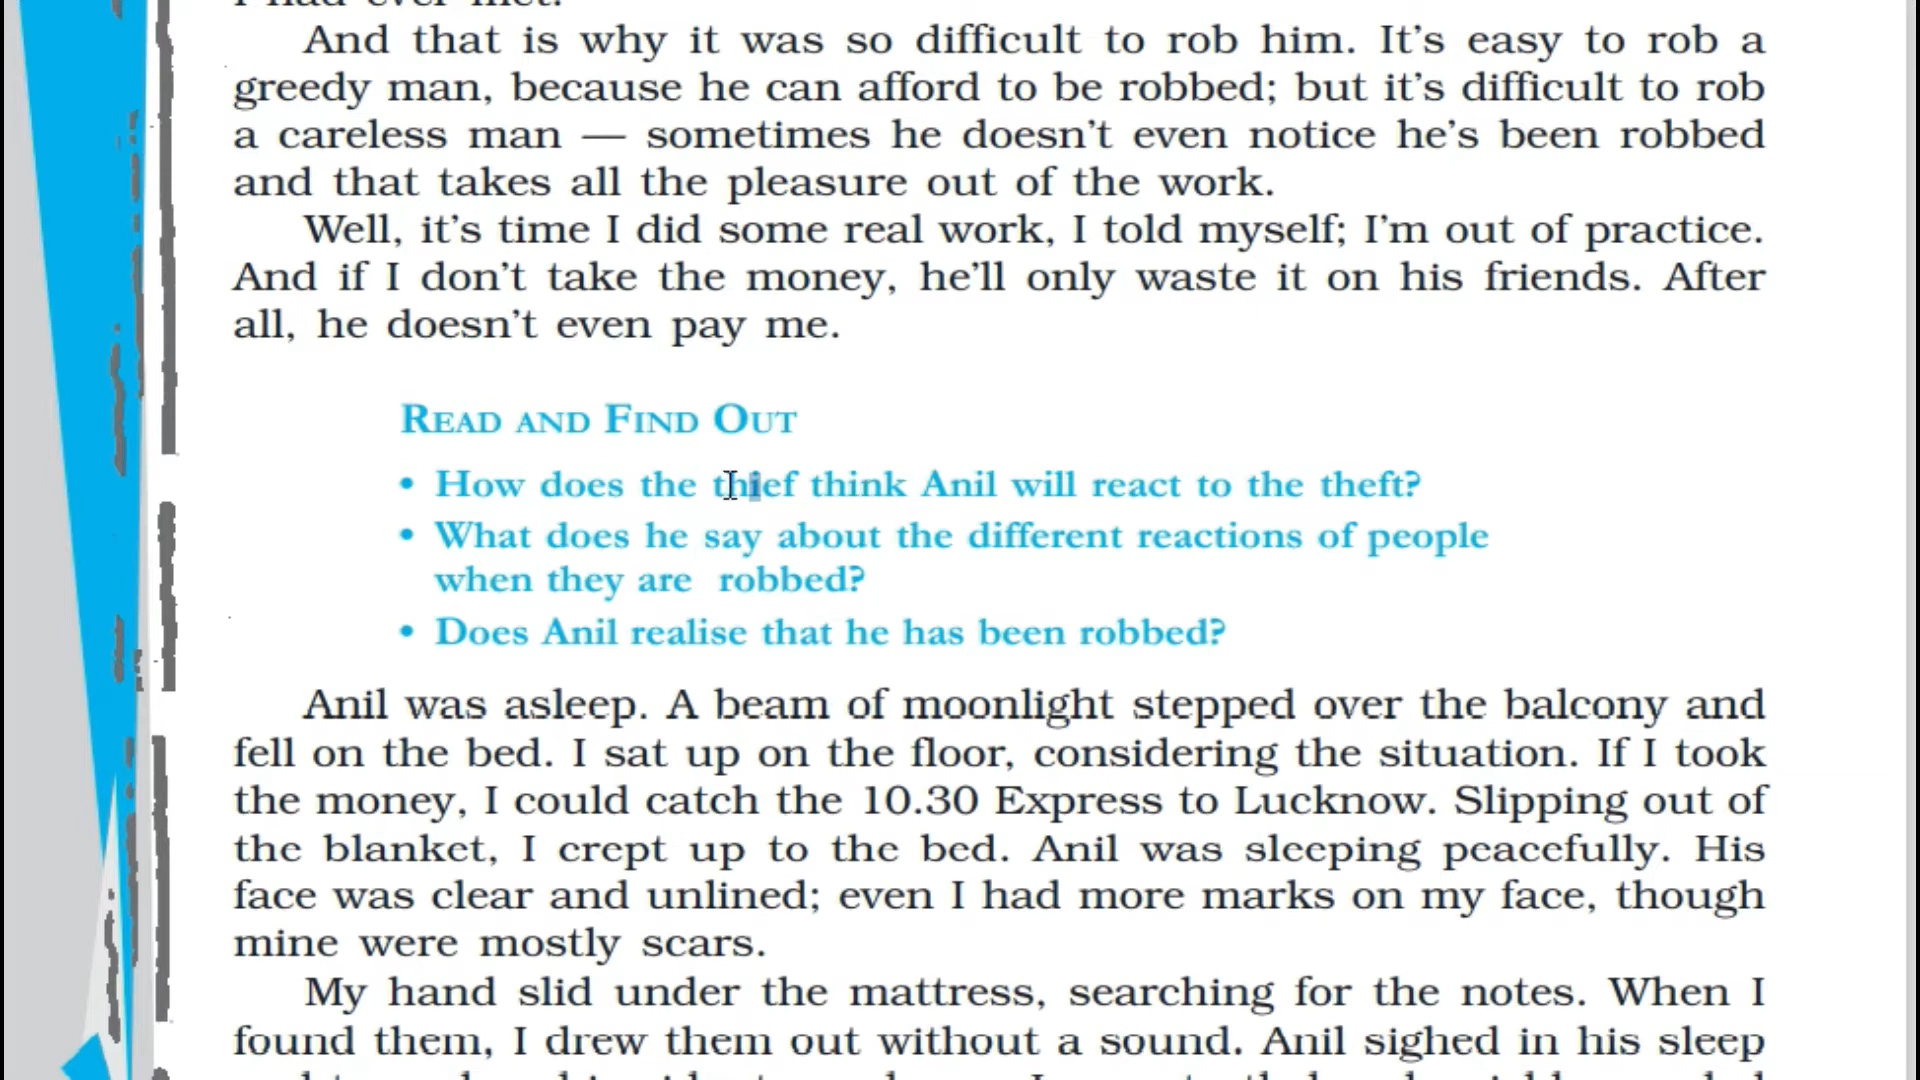 I had ever met.
And that is why it was so difficult to rob him. It's easy to rob a
greedy man, because he can afford to be robbed; but it's difficult to rob
a careless man — sometimes he doesn't even notice he's been robbed
and that takes all the pleasure out of the work.
Well, it's time I did some real work, I told myself; I'm out of practice.
And if I don't take the money, he'll only waste it on his friends. After
all, he doesn't even pay me.
READ AND FIND OUT
• How does the thief think Anil will react to the theft?
• What does he say about the different reactions of people
when they are robbed?
• Does Anil realise that he has been robbed?
Anil was asleep. A beam of moonlight stepped over the balcony and
fell on the bed. I sat up on the floor, considering the situation. If I took
the money, I could catch the 10.30 Express to Lucknow. Slipping out of
the blanket, I crept up to the bed. Anil was sleeping peacefully. His
face was clear and unlined; even I had more marks on my face, though
mine were mostly scars.
My hand slid under the mattress, searching for the notes. When I
found them, I drew them out without a sound. Anil sighed in his sleep